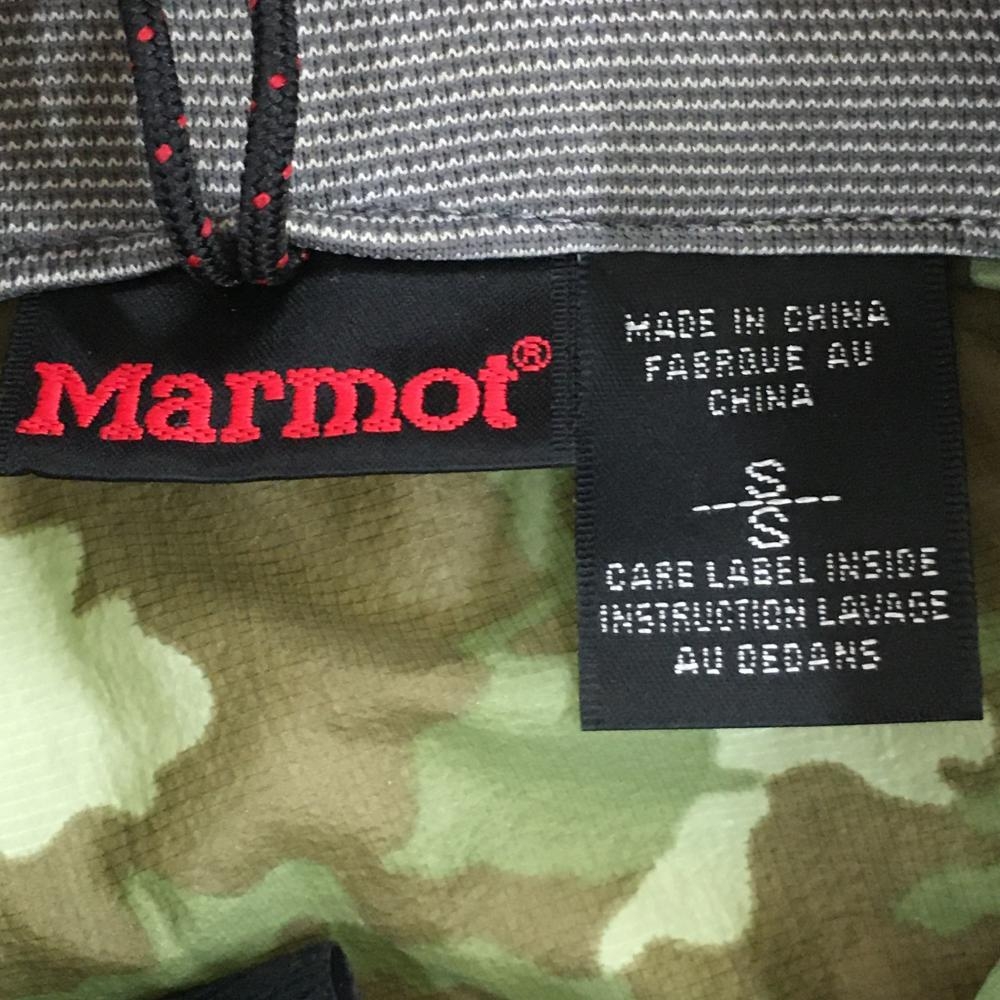 Marmot®
MADE IN CHINA
FABRQUE AU
CHINA
S
S
CARE LABEL INSIDE
INSTRUCTION LAVAGE
AU DEDANS